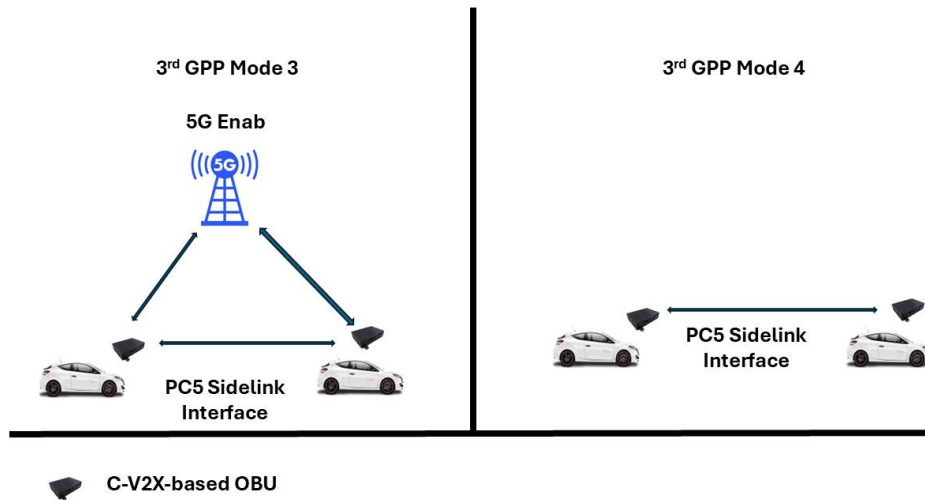 3rd GPP Mode 3
5G Enab
5G
PC5 Sidelink
Interface
3rd GPP Mode 4
PC5 Sidelink
Interface
C-V2X-based OBU